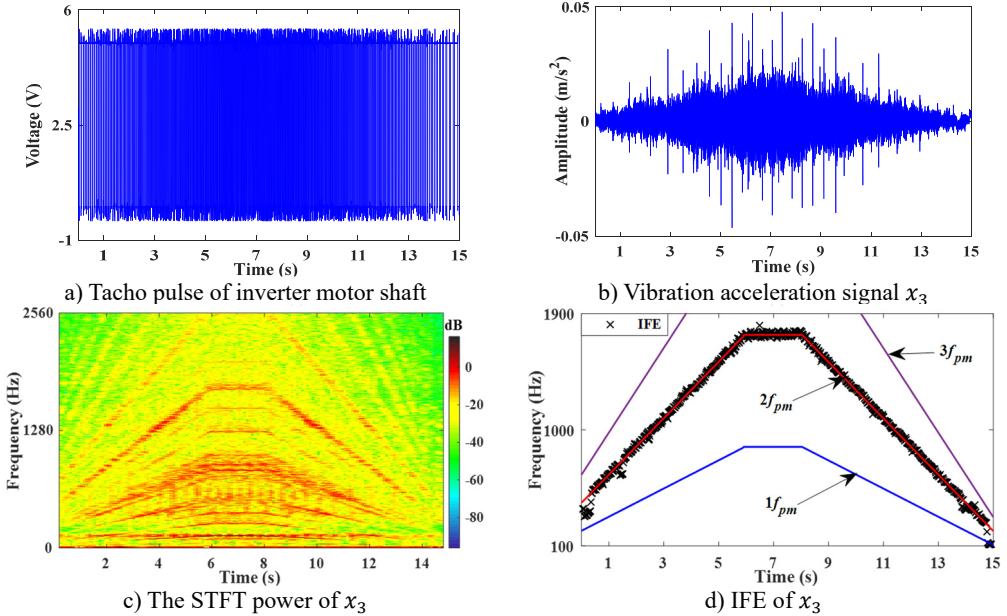 6
2.5
-1
Voltage (V)
1 3 5 7 9 11 13 15
Time (s)
a) Tacho pulse of inverter motor shaft
0.05
0
-0.05
Amplitude (m/s²)
1 3 5 7 9 11 13 15
Time (s)
b) Vibration acceleration signal x₃
2560
1280
0
Frequency (Hz)
dB
0
-20
-40
-60
-80
2 4 6 8 10 12 14
Time (s)
c) The STFT power of x₃
1900
1000
100
Frequency (Hz)
IFE
3fpm
2fpm
1fpm
1 3 5 7 9 11 13 15
Time (s)
d) IFE of x₃